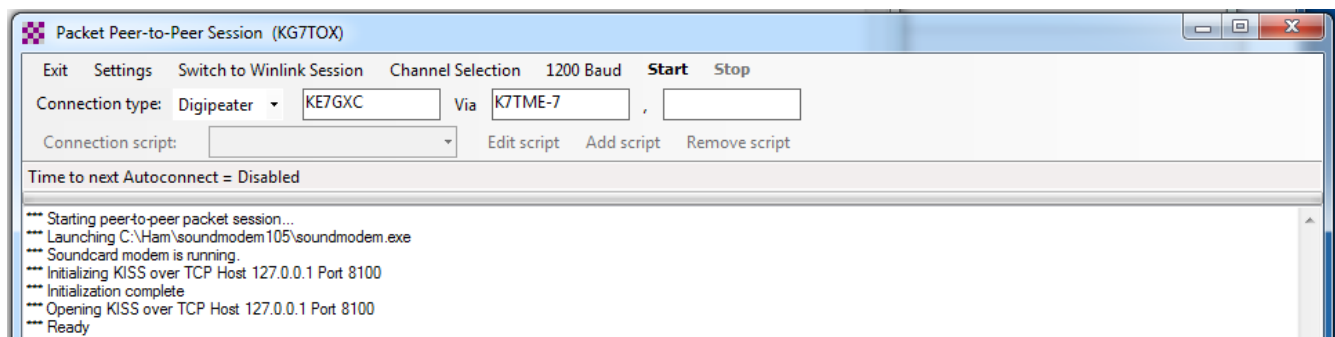 Packet Peer-to-Peer Session (KG7TOX)
Exit Settings Switch to Winlink Session Channel Selection 1200 Baud Start Stop
Connection type: Digipeater KE7GXC Via K7TME-7 ,
Connection script: Edit script Add script Remove script
Time to next Autoconnect = Disabled
*** Starting peer-to-peer packet session...
*** Launching C:\Ham\soundmodem105\soundmodem.exe
*** Soundcard modem is running.
*** Initializing KISS over TCP Host 127.0.0.1 Port 8100
*** Initialization complete
*** Opening KISS over TCP Host 127.0.0.1 Port 8100
*** Ready